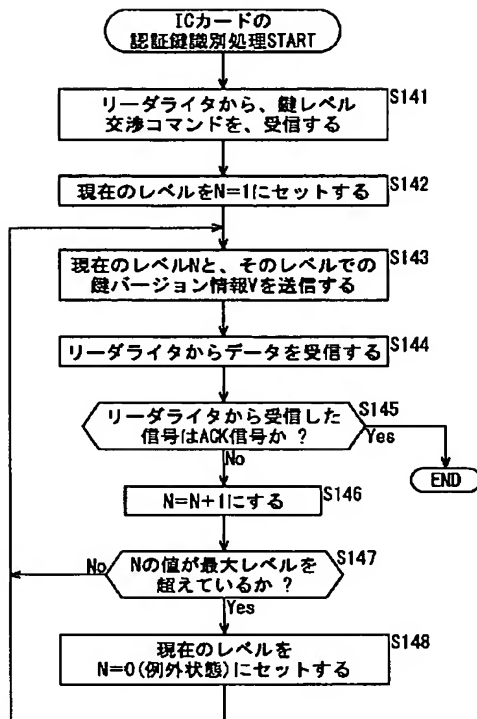 ICカードの
認証鍵識別処理START
リーダライタから、鍵レベル
交渉コマンドを、受信する
S141
現在のレベルをN=1にセットする
S142
現在のレベルNと、そのレベルでの
鍵バージョン情報Vを送信する
S143
リーダライタからデータを受信する
S144
リーダライタから受信した
信号はACK信号か ?
S145
Yes
No
END
N=N+1にする
S146
Nの値が最大レベルを
超えているか ?
S147
No
Yes
現在のレベルを
N=0(例外状態)にセットする
S148